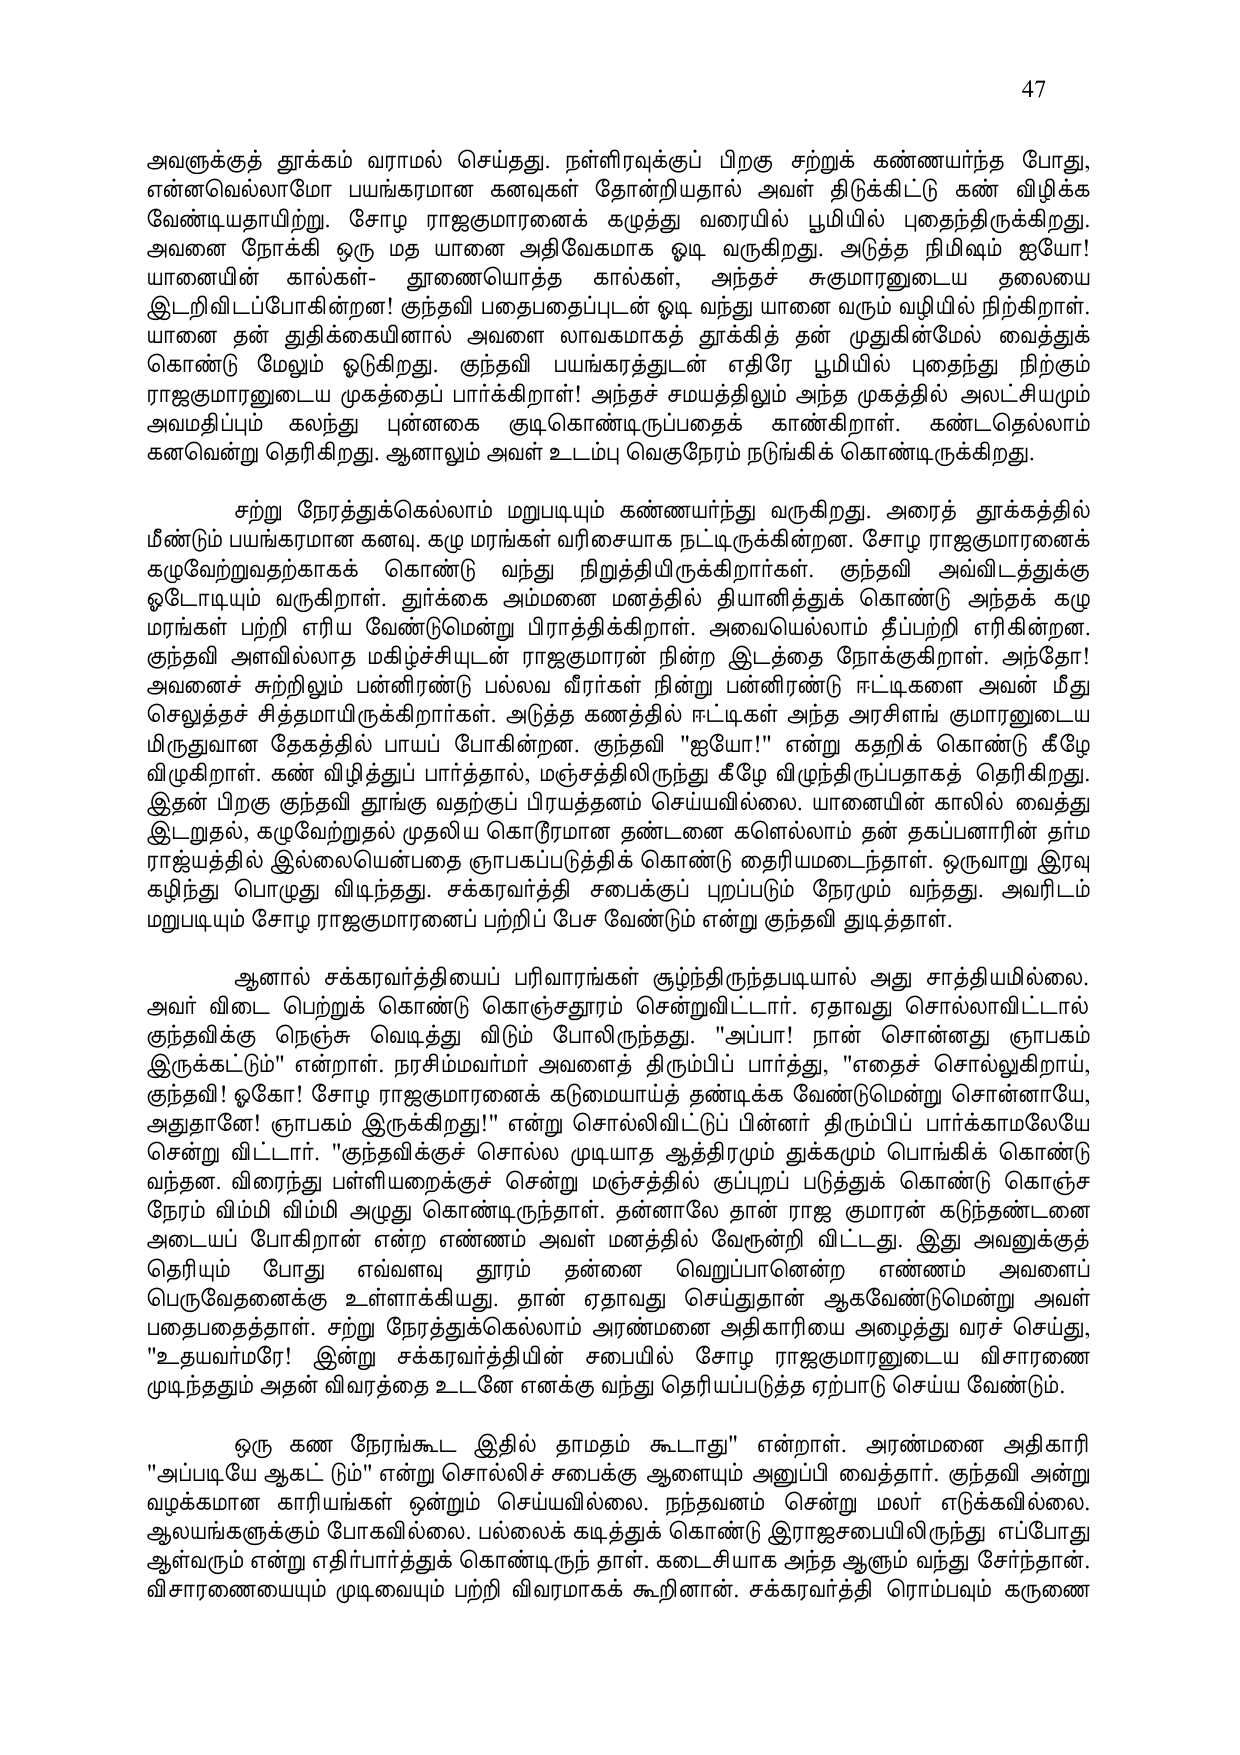 47
அவளுக்குத் தூக்கம் வராமல் செய்தது. நள்ளிரவுக்குப் பிறகு சற்றுக் கண்ணயர்ந்த போது,
என்னவெல்லாமோ பயங்கரமான கனவுகள் தோன்றியதால் அவள் திடுக்கிட்டு கண் விழிக்க
வேண்டியதாயிற்று. சோழ ராஜகுமாரனைக் கழுத்து வரையில் பூமியில் புதைந்திருக்கிறது.
அவனை நோக்கி ஒரு மத யானை அதிவேகமாக ஓடி வருகிறது. அடுத்த நிமிஷம் ஐயோ!
யானையின் கால்கள்- தூணையொத்த கால்கள், அந்தச் சுகுமாரனுடைய தலையை
இடறிவிடப்போகின்றன! குந்தவி பதைபதைப்புடன் ஓடி வந்து யானை வரும் வழியில் நிற்கிறாள்.
யானை தன் துதிக்கையினால் அவளை லாவகமாகத் தூக்கித் தன் முதுகின்மேல் வைத்துக்
கொண்டு மேலும் ஓடுகிறது. குந்தவி பயங்கரத்துடன் எதிரே பூமியில் புதைந்து நிற்கும்
ராஜகுமாரனுடைய முகத்தைப் பார்க்கிறாள்! அந்தச் சமயத்திலும் அந்த முகத்தில் அலட்சியமும்
அவமதிப்பும் கலந்து புன்னகை குடிகொண்டிருப்பதைக் காண்கிறாள். கண்டதெல்லாம்
கனவென்று தெரிகிறது. ஆனாலும் அவள் உடம்பு வெகுநேரம் நடுங்கிக் கொண்டிருக்கிறது.
சற்று நேரத்துக்கெல்லாம் மறுபடியும் கண்ணயர்ந்து வருகிறது. அரைத் தூக்கத்தில்
மீண்டும் பயங்கரமான கனவு. கழு மரங்கள் வரிசையாக நட்டிருக்கின்றன. சோழ ராஜகுமாரனைக்
கழுவேற்றுவதற்காகக் கொண்டு வந்து நிறுத்தியிருக்கிறார்கள். குந்தவி அவ்விடத்துக்கு
ஓடோடியும் வருகிறாள். துர்க்கை அம்மனை மனத்தில் தியானித்துக் கொண்டு அந்தக் கழு
மரங்கள் பற்றி எரிய வேண்டுமென்று பிராத்திக்கிறாள். அவையெல்லாம் தீப்பற்றி எரிகின்றன.
குந்தவி அளவில்லாத மகிழ்ச்சியுடன் ராஜகுமாரன் நின்ற இடத்தை நோக்குகிறாள். அந்தோ!
அவனைச் சுற்றிலும் பன்னிரண்டு பல்லவ வீரர்கள் நின்று பன்னிரண்டு ஈட்டிகளை அவன் மீது
செலுத்தச் சித்தமாயிருக்கிறார்கள். அடுத்த கணத்தில் ஈட்டிகள் அந்த அரசிளங் குமாரனுடைய
மிருதுவான தேகத்தில் பாயப் போகின்றன. குந்தவி "ஐயோ!" என்று கதறிக் கொண்டு கீழே
விழுகிறாள். கண் விழித்துப் பார்த்தால், மஞ்சத்திலிருந்து கீழே விழுந்திருப்பதாகத் தெரிகிறது.
இதன் பிறகு குந்தவி தூங்கு வதற்குப் பிரயத்தனம் செய்யவில்லை. யானையின் காலில் வைத்து
இடறுதல், கழுவேற்றுதல் முதலிய கொடூரமான தண்டனை களெல்லாம் தன் தகப்பனாரின் தர்ம
ராஜ்யத்தில் இல்லையென்பதை ஞாபகப்படுத்திக் கொண்டு தைரியமடைந்தாள். ஒருவாறு இரவு
கழிந்து பொழுது விடிந்தது. சக்கரவர்த்தி சபைக்குப் புறப்படும் நேரமும் வந்தது. அவரிடம்
மறுபடியும் சோழ ராஜகுமாரனைப் பற்றிப் பேச வேண்டும் என்று குந்தவி துடித்தாள்.
ஆனால் சக்கரவர்த்தியைப் பரிவாரங்கள் சூழ்ந்திருந்தபடியால் அது சாத்தியமில்லை.
அவர் விடை பெற்றுக் கொண்டு கொஞ்சதூரம் சென்றுவிட்டார். ஏதாவது சொல்லாவிட்டால்
குந்தவிக்கு நெஞ்சு வெடித்து விடும் போலிருந்தது. "அப்பா! நான் சொன்னது ஞாபகம்
இருக்கட்டும்" என்றாள். நரசிம்மவர்மர் அவளைத் திரும்பிப் பார்த்து, "எதைச் சொல்லுகிறாய்,
குந்தவி! ஓகோ! சோழ ராஜகுமாரனைக் கடுமையாய்த் தண்டிக்க வேண்டுமென்று சொன்னாயே,
அதுதானே! ஞாபகம் இருக்கிறது!" என்று சொல்லிவிட்டுப் பின்னர் திரும்பிப் பார்க்காமலேயே
சென்று விட்டார். "குந்தவிக்குச் சொல்ல முடியாத ஆத்திரமும் துக்கமும் பொங்கிக் கொண்டு
வந்தன. விரைந்து பள்ளியறைக்குச் சென்று மஞ்சத்தில் குப்புறப் படுத்துக் கொண்டு கொஞ்ச
நேரம் விம்மி விம்மி அழுது கொண்டிருந்தாள். தன்னாலே தான் ராஜ குமாரன் கடுந்தண்டனை
அடையப் போகிறான் என்ற எண்ணம் அவள் மனத்தில் வேரூன்றி விட்டது. இது அவனுக்குத்
தெரியும் போது எவ்வளவு தூரம் தன்னை வெறுப்பானென்ற எண்ணம் அவளைப்
பெருவேதனைக்கு உள்ளாக்கியது. தான் ஏதாவது செய்துதான் ஆகவேண்டுமென்று அவள்
பதைபதைத்தாள். சற்று நேரத்துக்கெல்லாம் அரண்மனை அதிகாரியை அழைத்து வரச் செய்து,
"உதயவர்மரே! இன்று சக்கரவர்த்தியின் சபையில் சோழ ராஜகுமாரனுடைய விசாரணை
முடிந்ததும் அதன் விவரத்தை உடனே எனக்கு வந்து தெரியப்படுத்த ஏற்பாடு செய்ய வேண்டும்.
ஒரு கண நேரங்கூட இதில் தாமதம் கூடாது" என்றாள். அரண்மனை அதிகாரி
"அப்படியே ஆகட் டும்" என்று சொல்லிச் சபைக்கு ஆளையும் அனுப்பி வைத்தார். குந்தவி அன்று
வழக்கமான காரியங்கள் ஒன்றும் செய்யவில்லை. நந்தவனம் சென்று மலர் எடுக்கவில்லை.
ஆலயங்களுக்கும் போகவில்லை. பல்லைக் கடித்துக் கொண்டு இராஜசபையிலிருந்து எப்போது
ஆள்வரும் என்று எதிர்பார்த்துக் கொண்டிருந் தாள். கடைசியாக அந்த ஆளும் வந்து சேர்ந்தான்.
விசாரணையையும் முடிவையும் பற்றி விவரமாகக் கூறினான். சக்கரவர்த்தி ரொம்பவும் கருணை